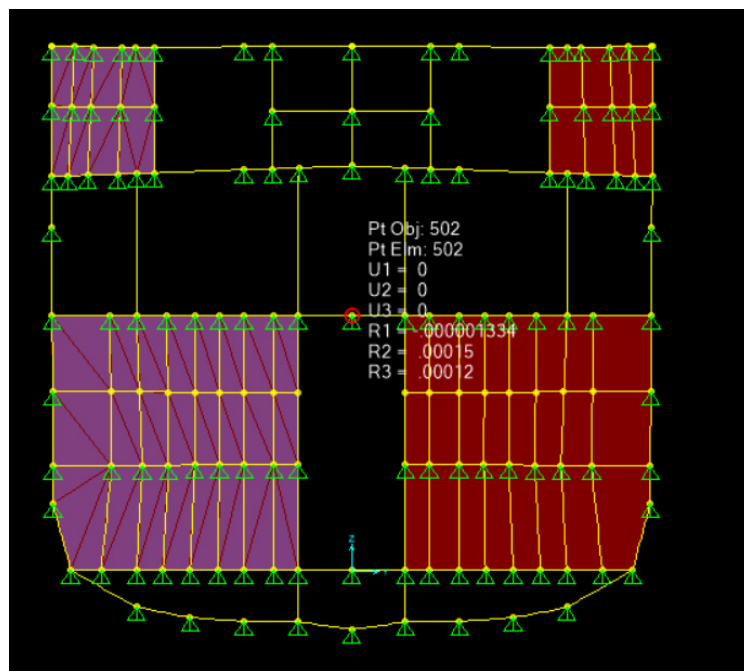 Pt Obj: 502
Pt Elm: 502
U1 = 0
U2 = 0
U3 = 0
R1 = .000001334
R2 = .00015
R3 = .00012
Z
Y